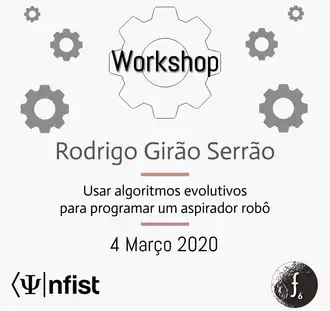 Workshop
Rodrigo Girão Serrão
Usar algoritmos evolutivos
para programar um aspirador robô
4 Março 2020
⟨Ψ|nfist
f6